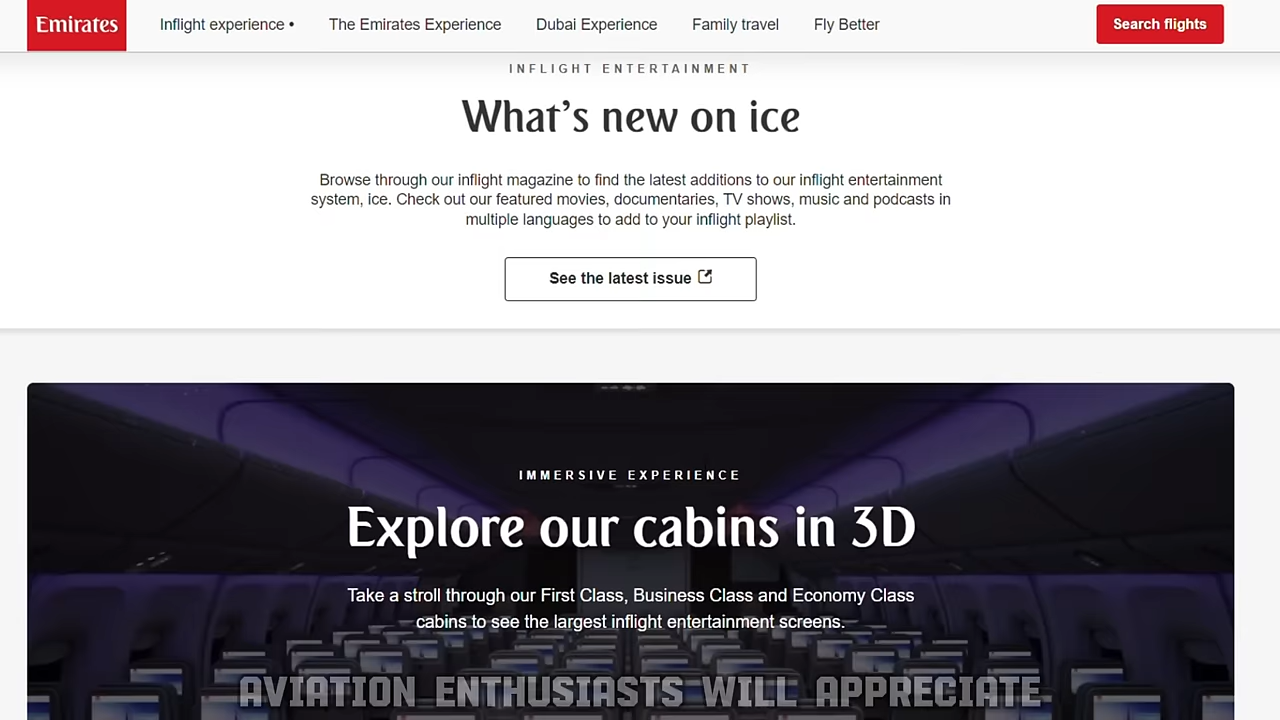 Emirates
Inflight experience •
The Emirates Experience
Dubai Experience
Family travel
Fly Better
Search flights
INFLIGHT ENTERTAINMENT
What's new on ice
Browse through our inflight magazine to find the latest additions to our inflight entertainment
system, ice. Check out our featured movies, documentaries, TV shows, music and podcasts in
multiple languages to add to your inflight playlist.
See the latest issue
IMMERSIVE EXPERIENCE
Explore our cabins in 3D
Take a stroll through our First Class, Business Class and Economy Class
cabins to see the largest inflight entertainment screens.
AVIATION ENTHUSIASTS WILL APPRECIATE